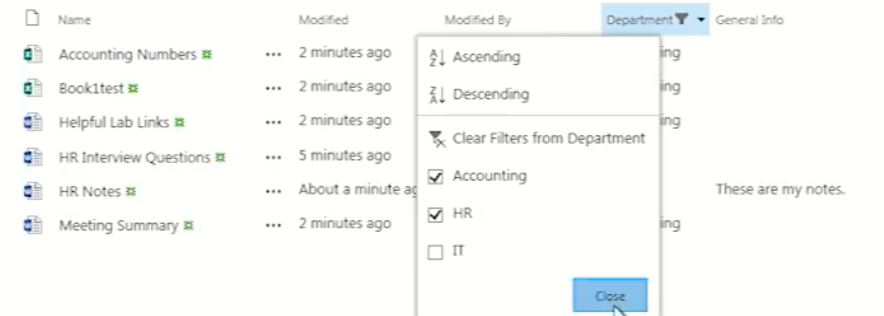 Name Modified Modified By Department General Info
Accounting Numbers ... 2 minutes ago ing
Ascending
Book1test ... 2 minutes ago ing
Descending
Helpful Lab Links ... 2 minutes ago ing
Clear Filters from Department
HR Interview Questions ... 5 minutes ago
Accounting
HR Notes ... About a minute ag These are my notes.
HR
Meeting Summary ... 2 minutes ago ing
IT
Close